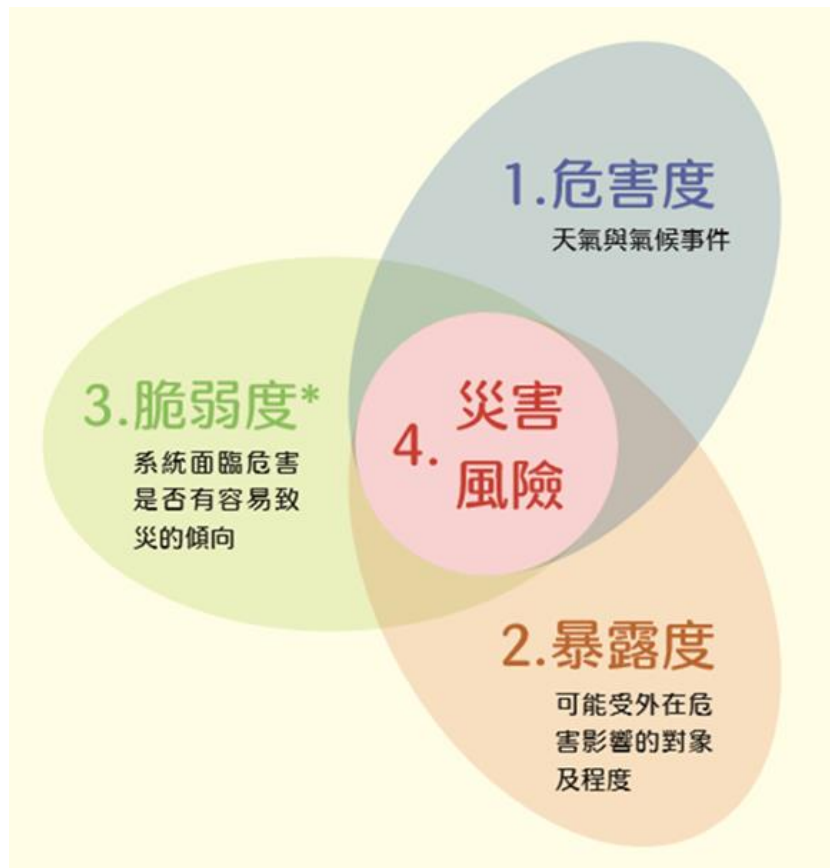 1.危害度
天氣與氣候事件
3.脆弱度*
系統面臨危害
是否有容易致
災的傾向
4.
災害
風險
2.暴露度
可能受外在危
害影響的對象
及程度